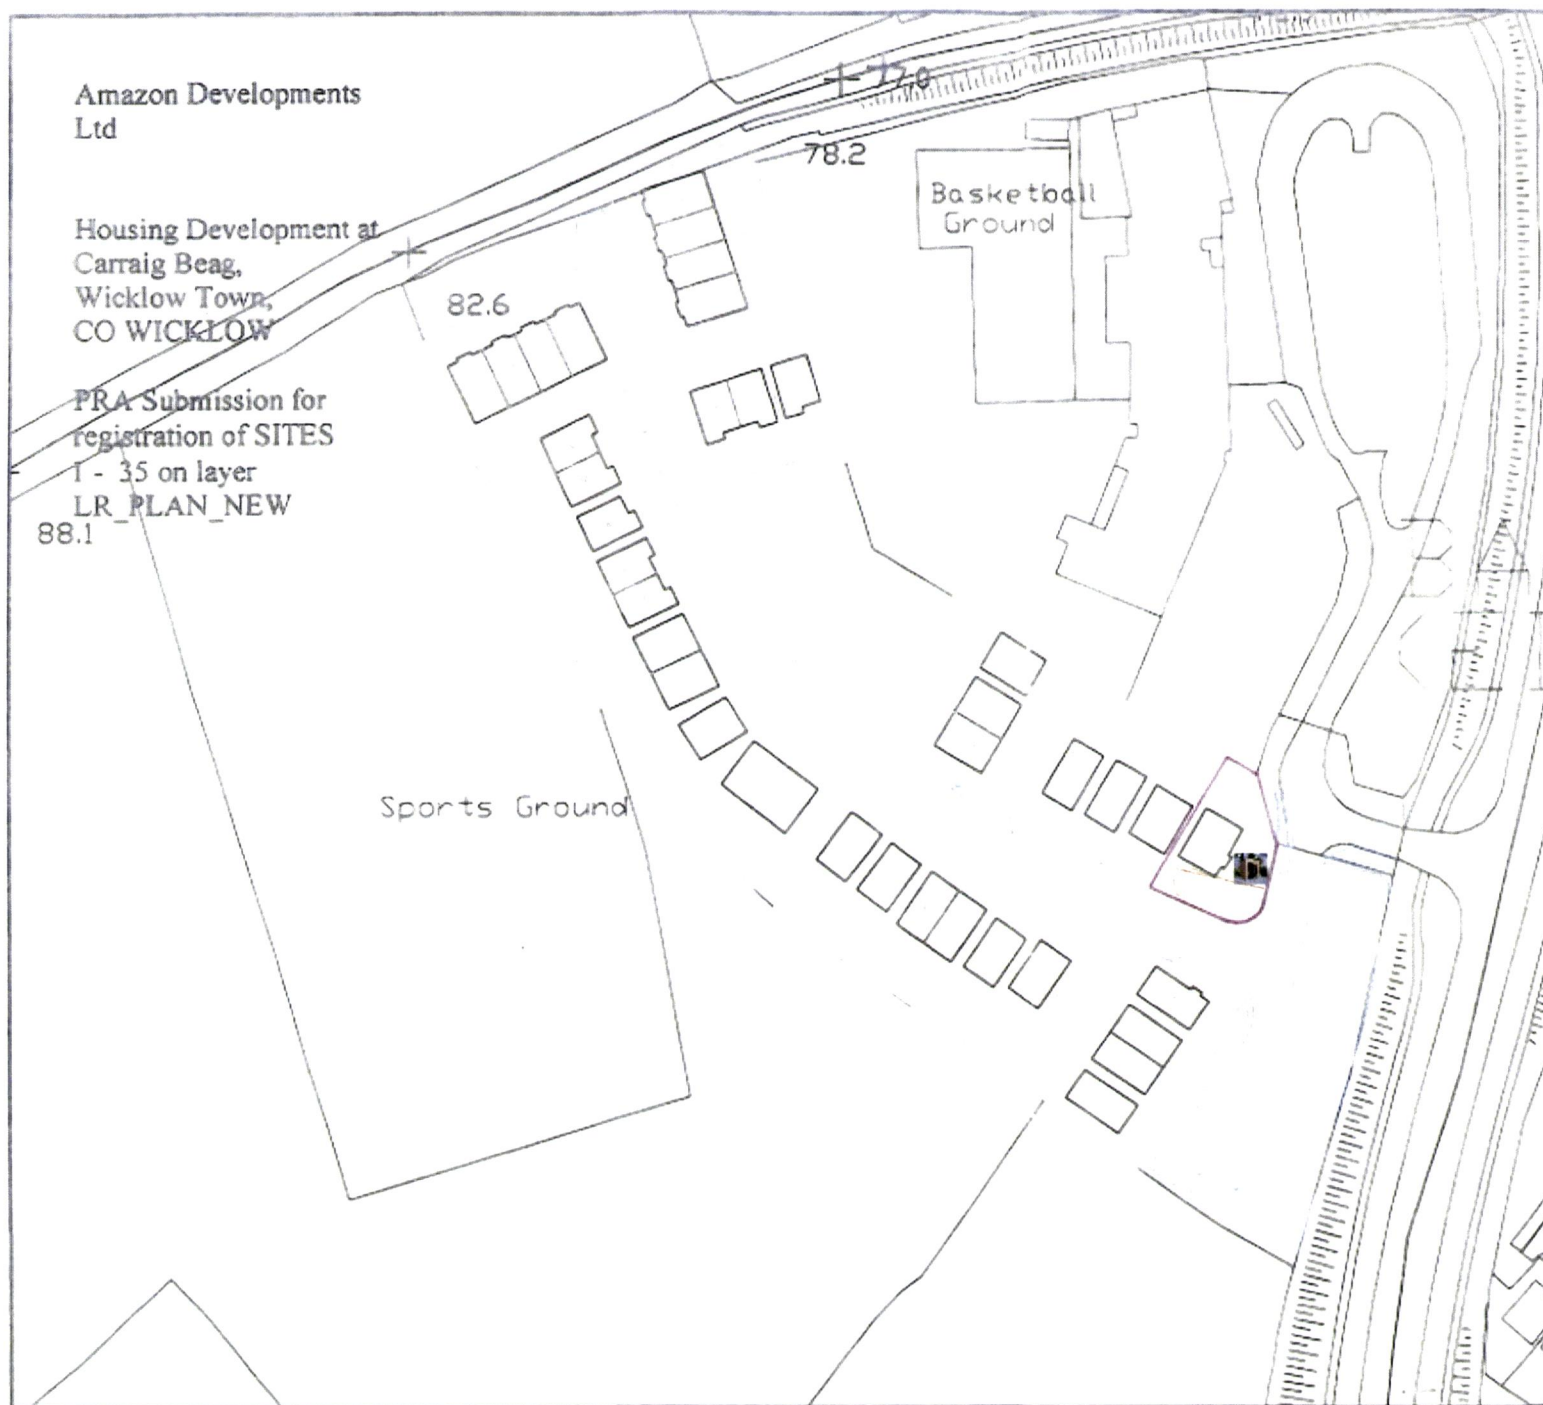 Amazon Developments
Ltd
Housing Development at
Carraig Beag,
Wicklow Town,
CO WICKLOW
PRA Submission for
registration of SITES
1 - 35 on layer
LR_PLAN_NEW
77.0
78.2
82.6
88.1
Basketball
Ground
Sports Ground